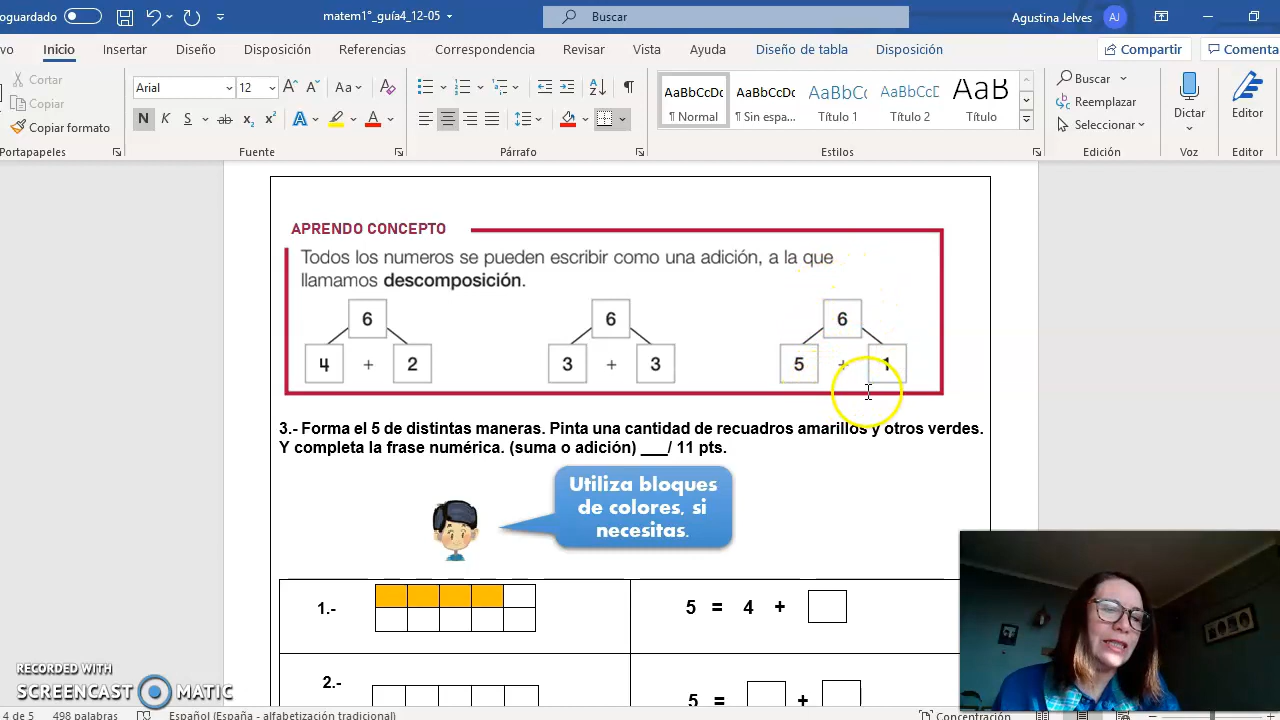 oguardado
matem1°_guía4_12-05
Buscar
Agustina Jelves
AJ
vo Inicio Insertar Diseño Disposición Referencias Correspondencia Revisar Vista Ayuda Diseño de tabla Disposición
Compartir
Comenta
Cortar
Copiar
Copiar formato
Portapapeles
Arial 12
Aa
N K S ab x₂ x²
A A
Fuente
Párrafo
AaBbCcDc AaBbCcDc AaBbCc AaBbCcD AaB
¶ Normal ¶ Sin espa... Título 1 Título 2 Título
Estilos
Buscar
Reemplazar
Seleccionar
Edición
Dictar
Voz
Editor
Editor
APRENDO CONCEPTO
Todos los numeros se pueden escribir como una adición, a la que
llamamos descomposición.
6 6 6
4 + 2 3 + 3 5 + 1
3.- Forma el 5 de distintas maneras. Pinta una cantidad de recuadros amarillos y otros verdes.
Y completa la frase numérica. (suma o adición) ___/ 11 pts.
Utiliza bloques
de colores, si
necesitas.
1.- 5 = 4 +
2.- 5 = +
RECORDED WITH
SCREENCAST MATIC
4 de 5 498 palabras Español (España - alfabetización tradicional) Concentración